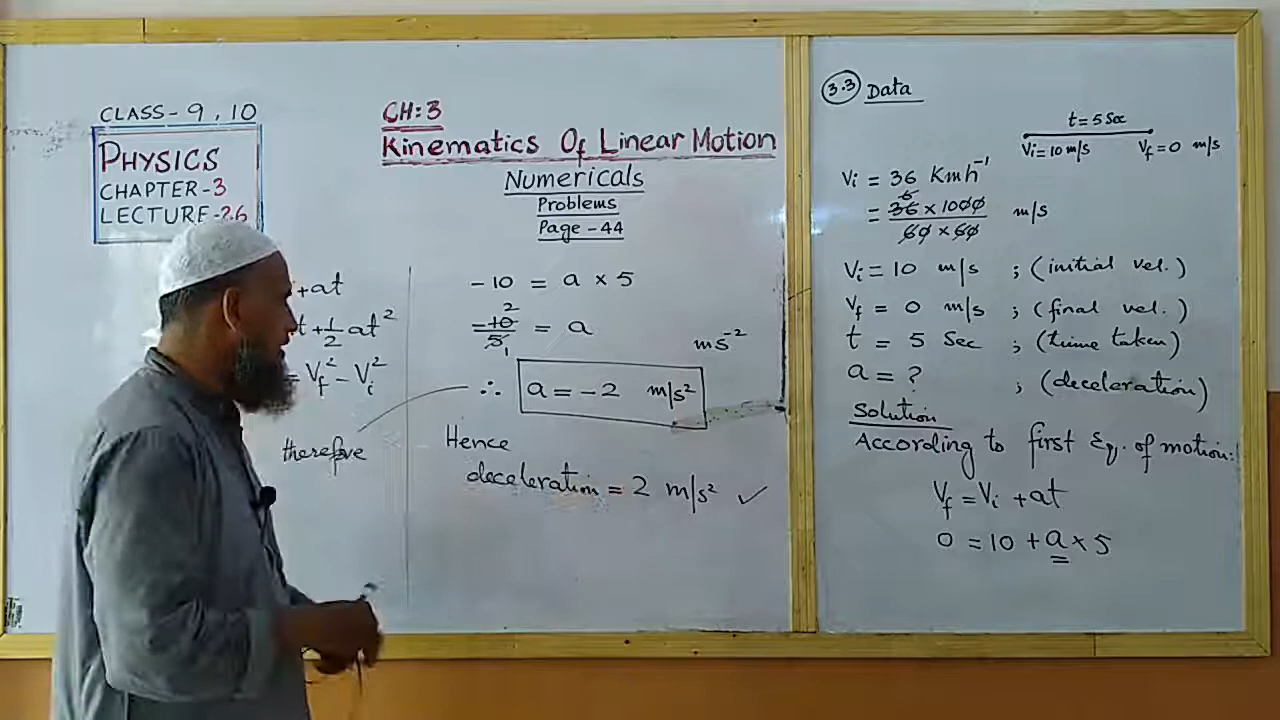 CLASS - 9, 10
PHYSICS
CHAPTER - 3
LECTURE - 26
CH: 3
Kinematics Of Linear Motion
Numericals
Problems
Page - 44
+at
t + 1/2 at²
= Vf² - Vi²
therefore
-10 = a × 5
-10/5 = a
2
1
ms⁻²
∴ a = -2 m/s²
Hence
deceleration = 2 m/s² ✓
3.3 Data
t = 5 Sec
Vi = 10 m/s Vf = 0 m/s
Vi = 36 Kmh⁻¹
6
= 36 × 1000 / 60 × 60 m/s
Vi = 10 m/s ; (initial vel.)
Vf = 0 m/s ; (final vel.)
t = 5 Sec ; (time taken)
a = ? ; (deceleration)
Solution
According to first Eq. of motion:
Vf = Vi + at
0 = 10 + a × 5